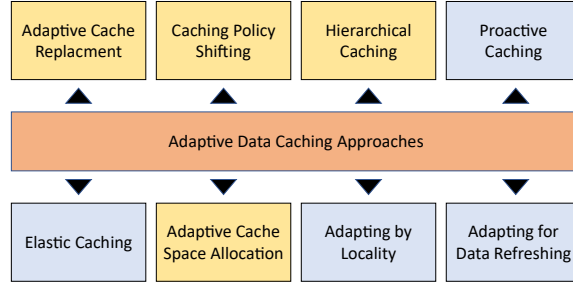 Adaptive Cache
Replacment
Caching Policy
Shifting
Hierarchical
Caching
Proactive
Caching
Adaptive Data Caching Approaches
Elastic Caching
Adaptive Cache
Space Allocation
Adapting by
Locality
Adapting for
Data Refreshing